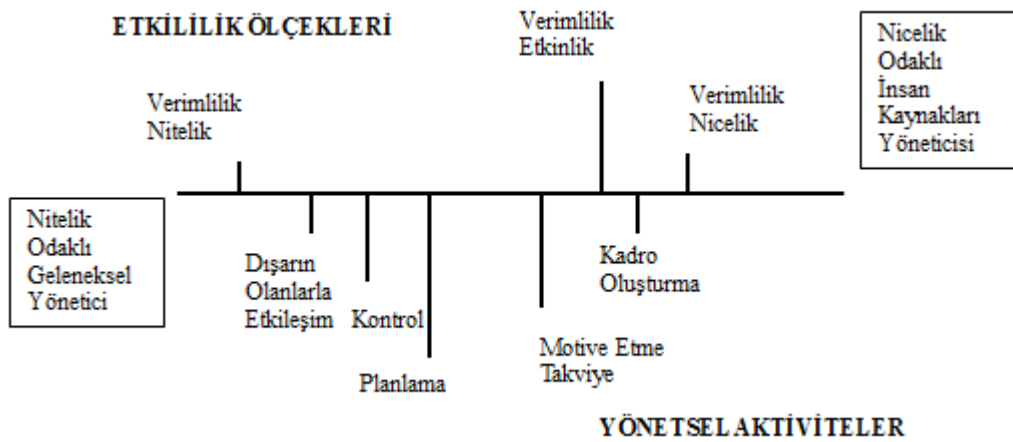 ETKİLİLİK ÖLÇEKLERİ
Verimlilik
Etkinlik
Nicelik
Odaklı
İnsan
Kaynakları
Yöneticisi
Verimlilik
Nitelik
Verimlilik
Nicelik
Nitelik
Odaklı
Geleneksel
Yönetici
Dışarın
Olanlarla
Etkileşim
Kontrol
Planlama
Kadro
Oluşturma
Motive Etme
Takviye
YÖNETSEL AKTİVİTELER